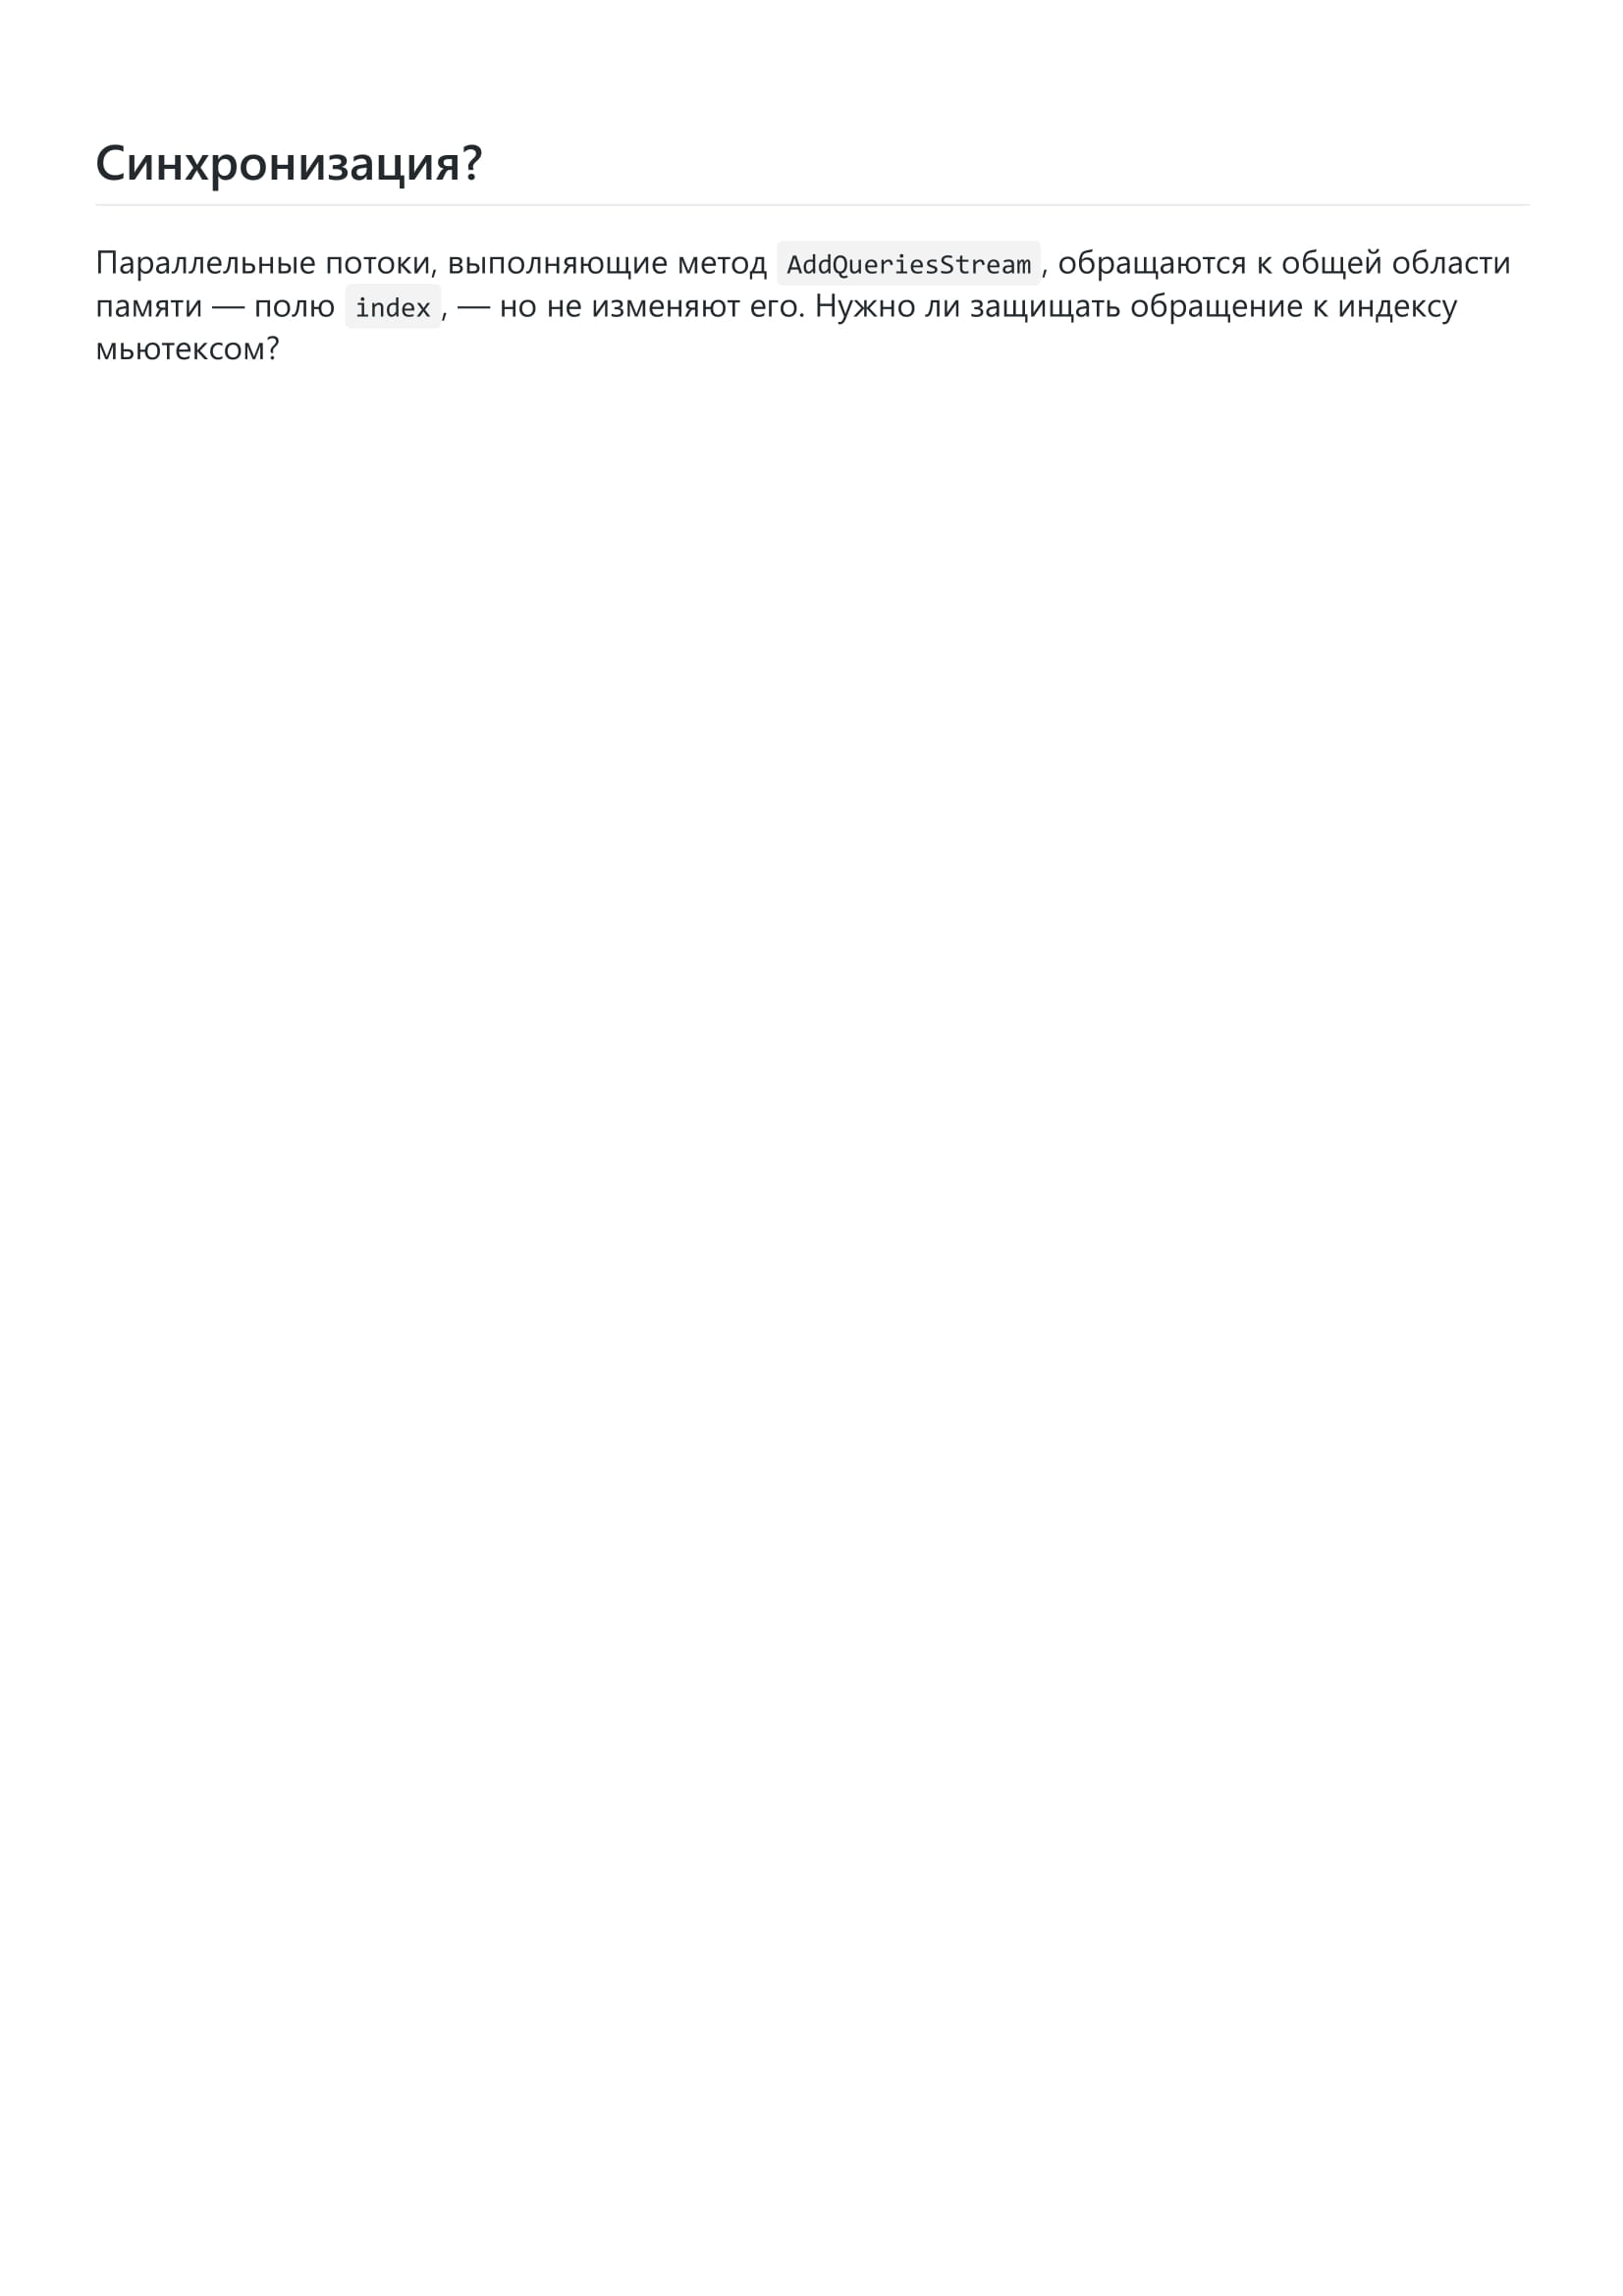 Синхронизация?
Параллельные потоки, выполняющие метод AddQueriesStream, обращаются к общей области
памяти — полю index, — но не изменяют его. Нужно ли защищать обращение к индексу
мьютексом?